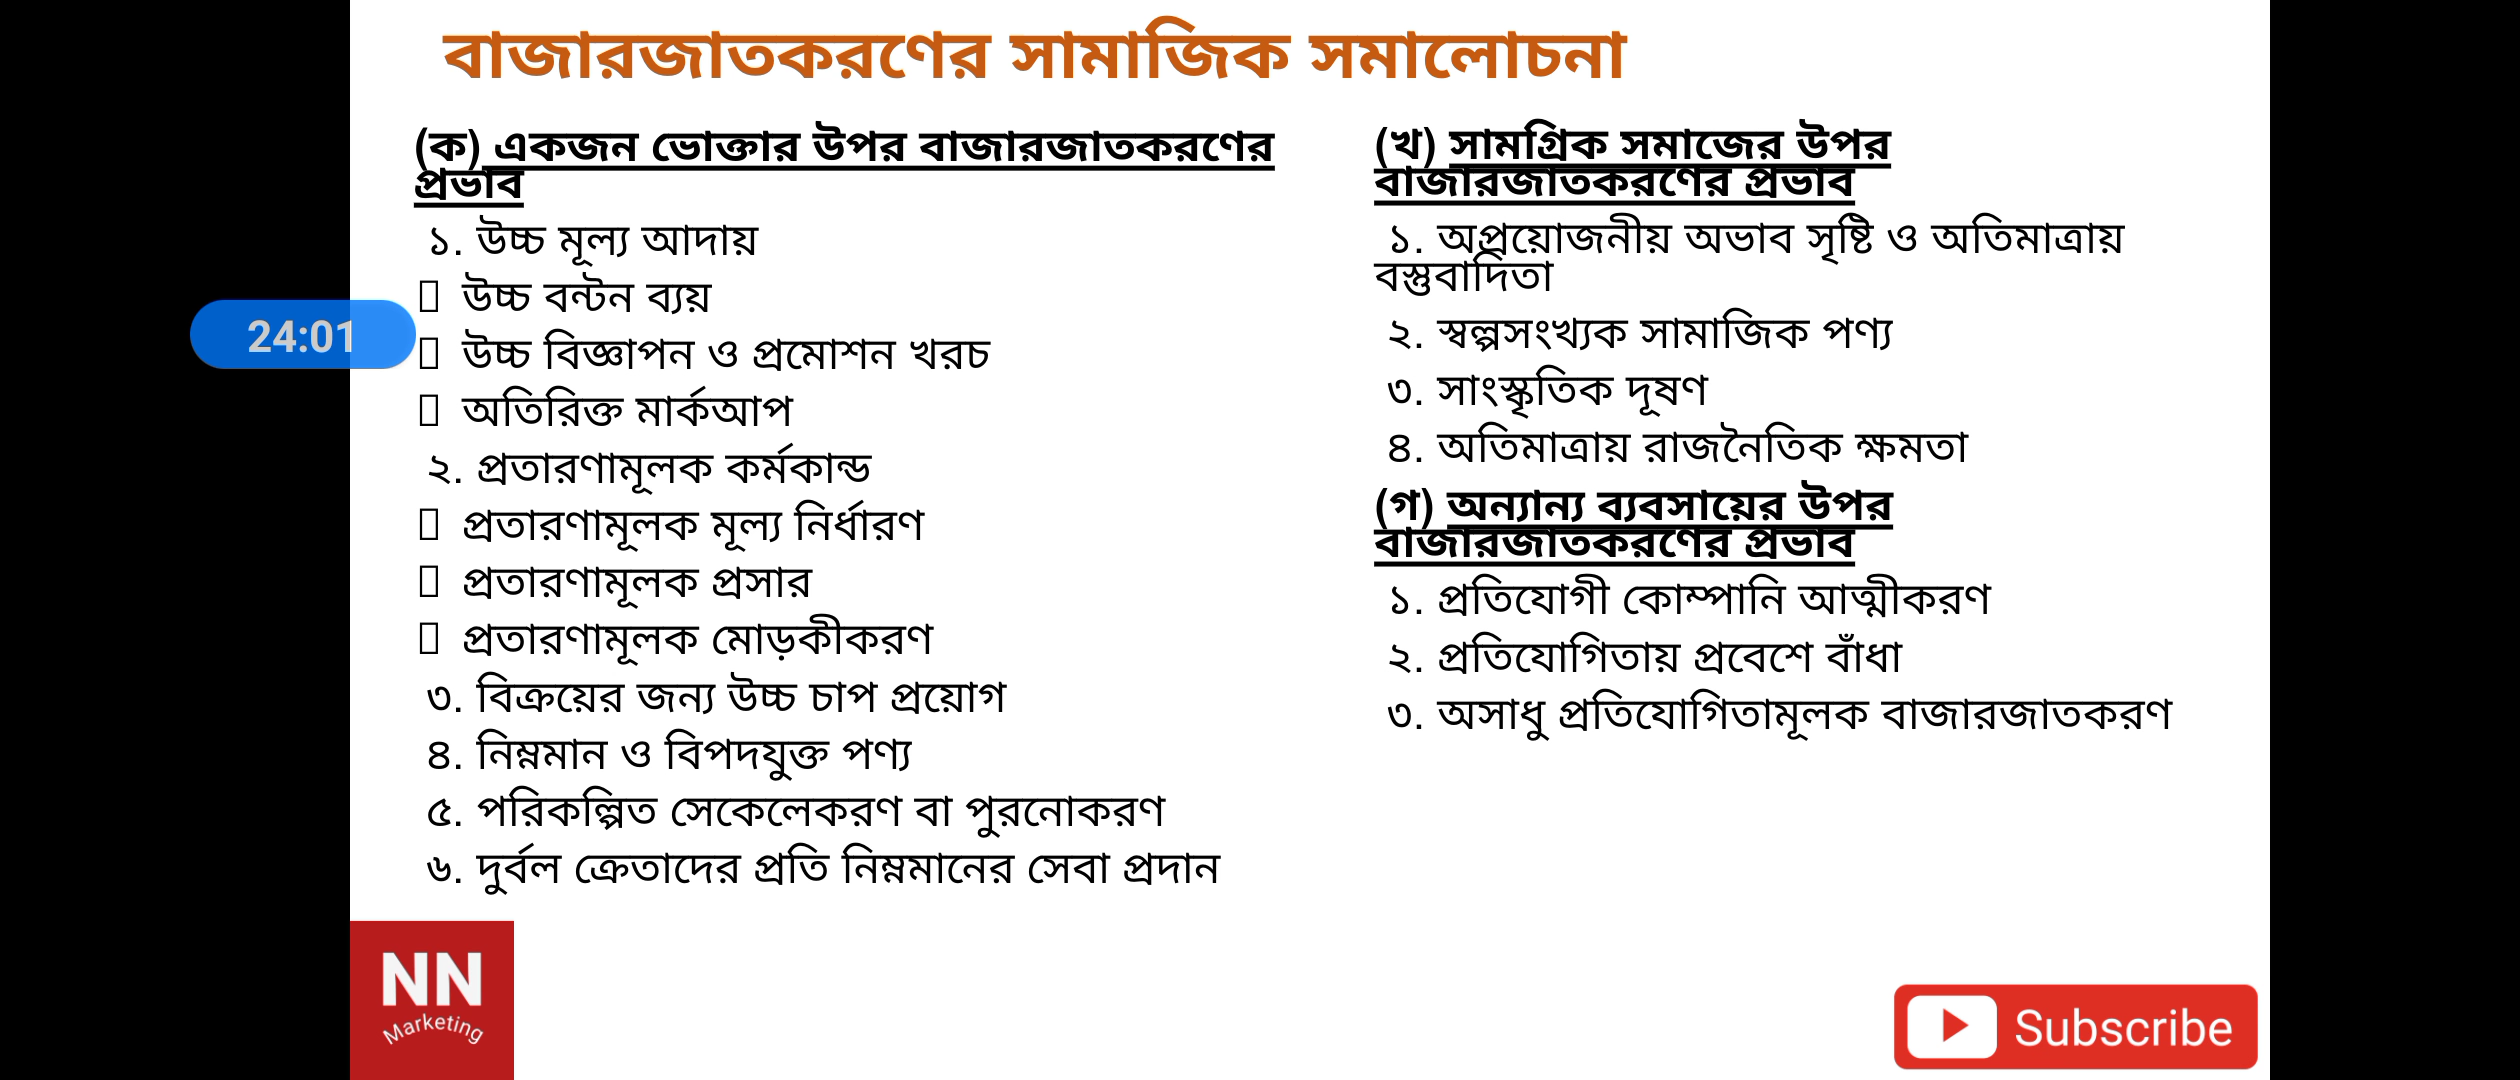 বাজারজাতকরণের সামাজিক সমালোচনা
(ক) একজন ভোক্তার উপর বাজারজাতকরণের
প্রভাব
১. উচ্চ মূল্য আদায়
উচ্চ বন্টন ব্যয়
উচ্চ বিজ্ঞাপন ও প্রমোশন খরচ
অতিরিক্ত মার্কআপ
২. প্রতারণামূলক কর্মকান্ড
প্রতারণামূলক মূল্য নির্ধারণ
প্রতারণামূলক প্রসার
প্রতারণামূলক মোড়কীকরণ
৩. বিক্রয়ের জন্য উচ্চ চাপ প্রয়োগ
৪. নিম্নমান ও বিপদযুক্ত পণ্য
৫. পরিকল্পিত সেকেলেকরণ বা পুরনোকরণ
৬. দুর্বল ক্রেতাদের প্রতি নিম্নমানের সেবা প্রদান
(খ) সামগ্রিক সমাজের উপর
বাজারজাতকরণের প্রভাব
১. অপ্রয়োজনীয় অভাব সৃষ্টি ও অতিমাত্রায়
বস্তুবাদিতা
২. স্বল্পসংখ্যক সামাজিক পণ্য
৩. সাংস্কৃতিক দূষণ
৪. অতিমাত্রায় রাজনৈতিক ক্ষমতা
(গ) অন্যান্য ব্যবসায়ের উপর
বাজারজাতকরণের প্রভাব
১. প্রতিযোগী কোম্পানি আত্মীকরণ
২. প্রতিযোগিতায় প্রবেশে বাঁধা
৩. অসাধু প্রতিযোগিতামূলক বাজারজাতকরণ
24:01
NN
Marketing
Subscribe